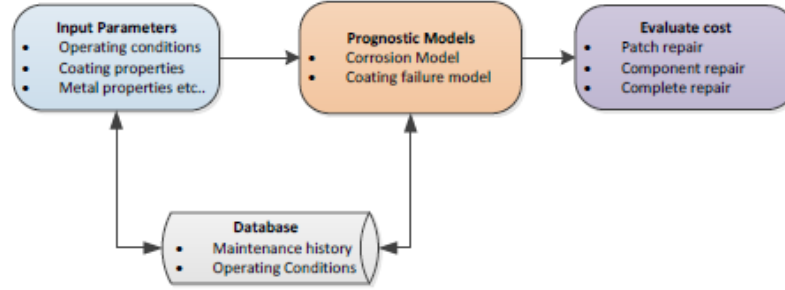 Input Parameters
• Operating conditions
• Coating properties
• Metal properties etc..
Prognostic Models
• Corrosion Model
• Coating failure model
Evaluate cost
• Patch repair
• Component repair
• Complete repair
Database
• Maintenance history
• Operating Conditions